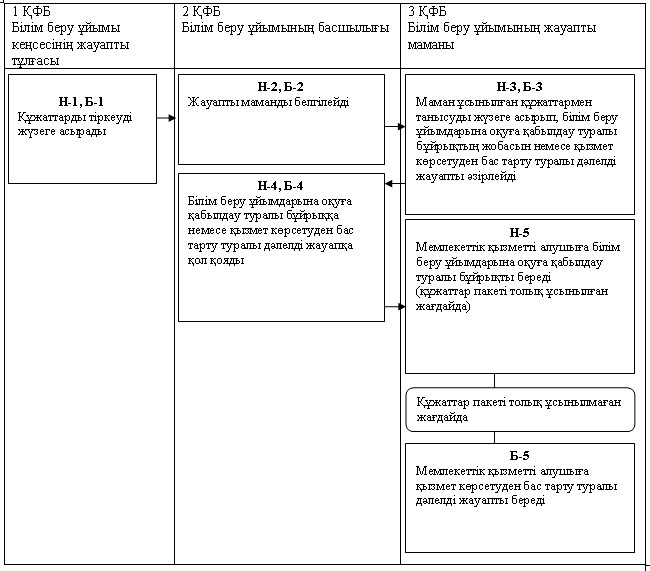 1 ҚФБ
Білім беру ұйымы
кеңсесінің жауапты
тұлғасы
2 ҚФБ
Білім беру ұйымының басшылығы
3 ҚФБ
Білім беру ұйымының жауапты
маманы
Н-1, Б-1
Құжаттарды тіркеуді
жүзеге асырады
Н-2, Б-2
Жауапты маманды белгілейді
Н-3, Б-3
Маман ұсынылған құжаттармен
танысуды жүзеге асырып, білім беру
ұйымдарына оқуға қабылдау туралы
бұйрықтың жобасын немесе қызмет
көрсетуден бас тарту туралы дәлелді
жауапты әзірлейді
Н-4, Б-4
Білім беру ұйымдарына оқуға
қабылдау туралы бұйрыққа
немесе қызмет көрсетуден бас
тарту туралы дәлелді жауапқа
қол қояды
Н-5
Мемлекеттік қызметті алушыға білім
беру ұйымдарына оқуға қабылдау
туралы бұйрықты береді
(құжаттар пакеті толық ұсынылған
жағдайда)
Құжаттар пакеті толық ұсынылмаған
жағдайда
Б-5
Мемлекеттік қызметті алушыға
қызмет көрсетуден бас тарту туралы
дәлелді жауапты береді